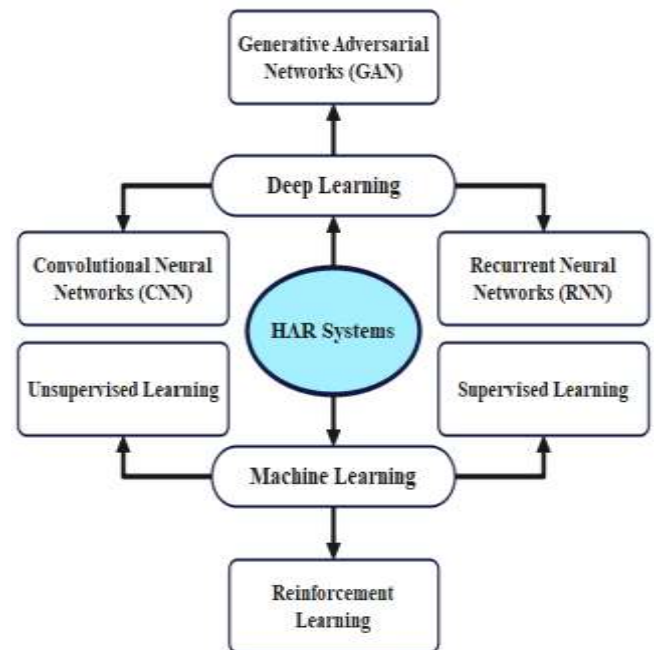 Generative Adversarial
Networks (GAN)
Deep Learning
Convolutional Neural
Networks (CNN)
Recurrent Neural
Networks (RNN)
HAR Systems
Unsupervised Learning
Supervised Learning
Machine Learning
Reinforcement
Learning